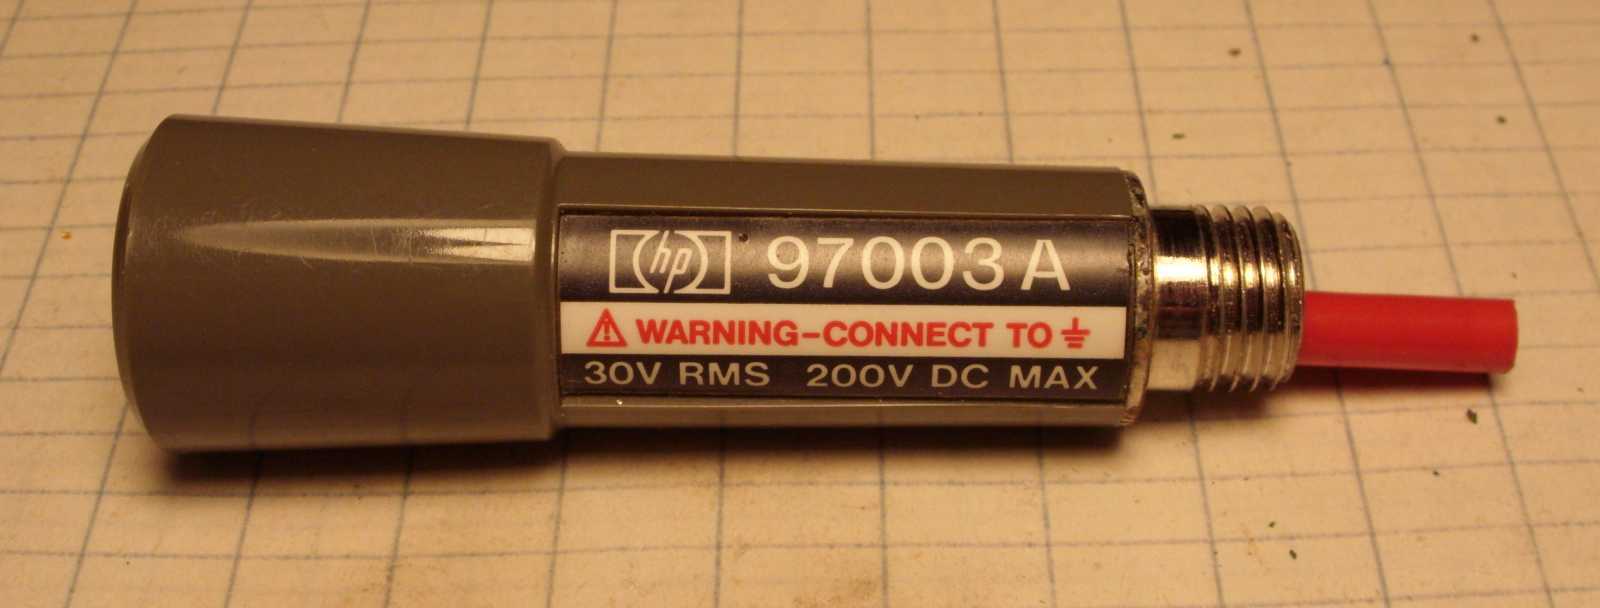 hp 97003A
⚠ WARNING-CONNECT TO ⏚
30V RMS 200V DC MAX